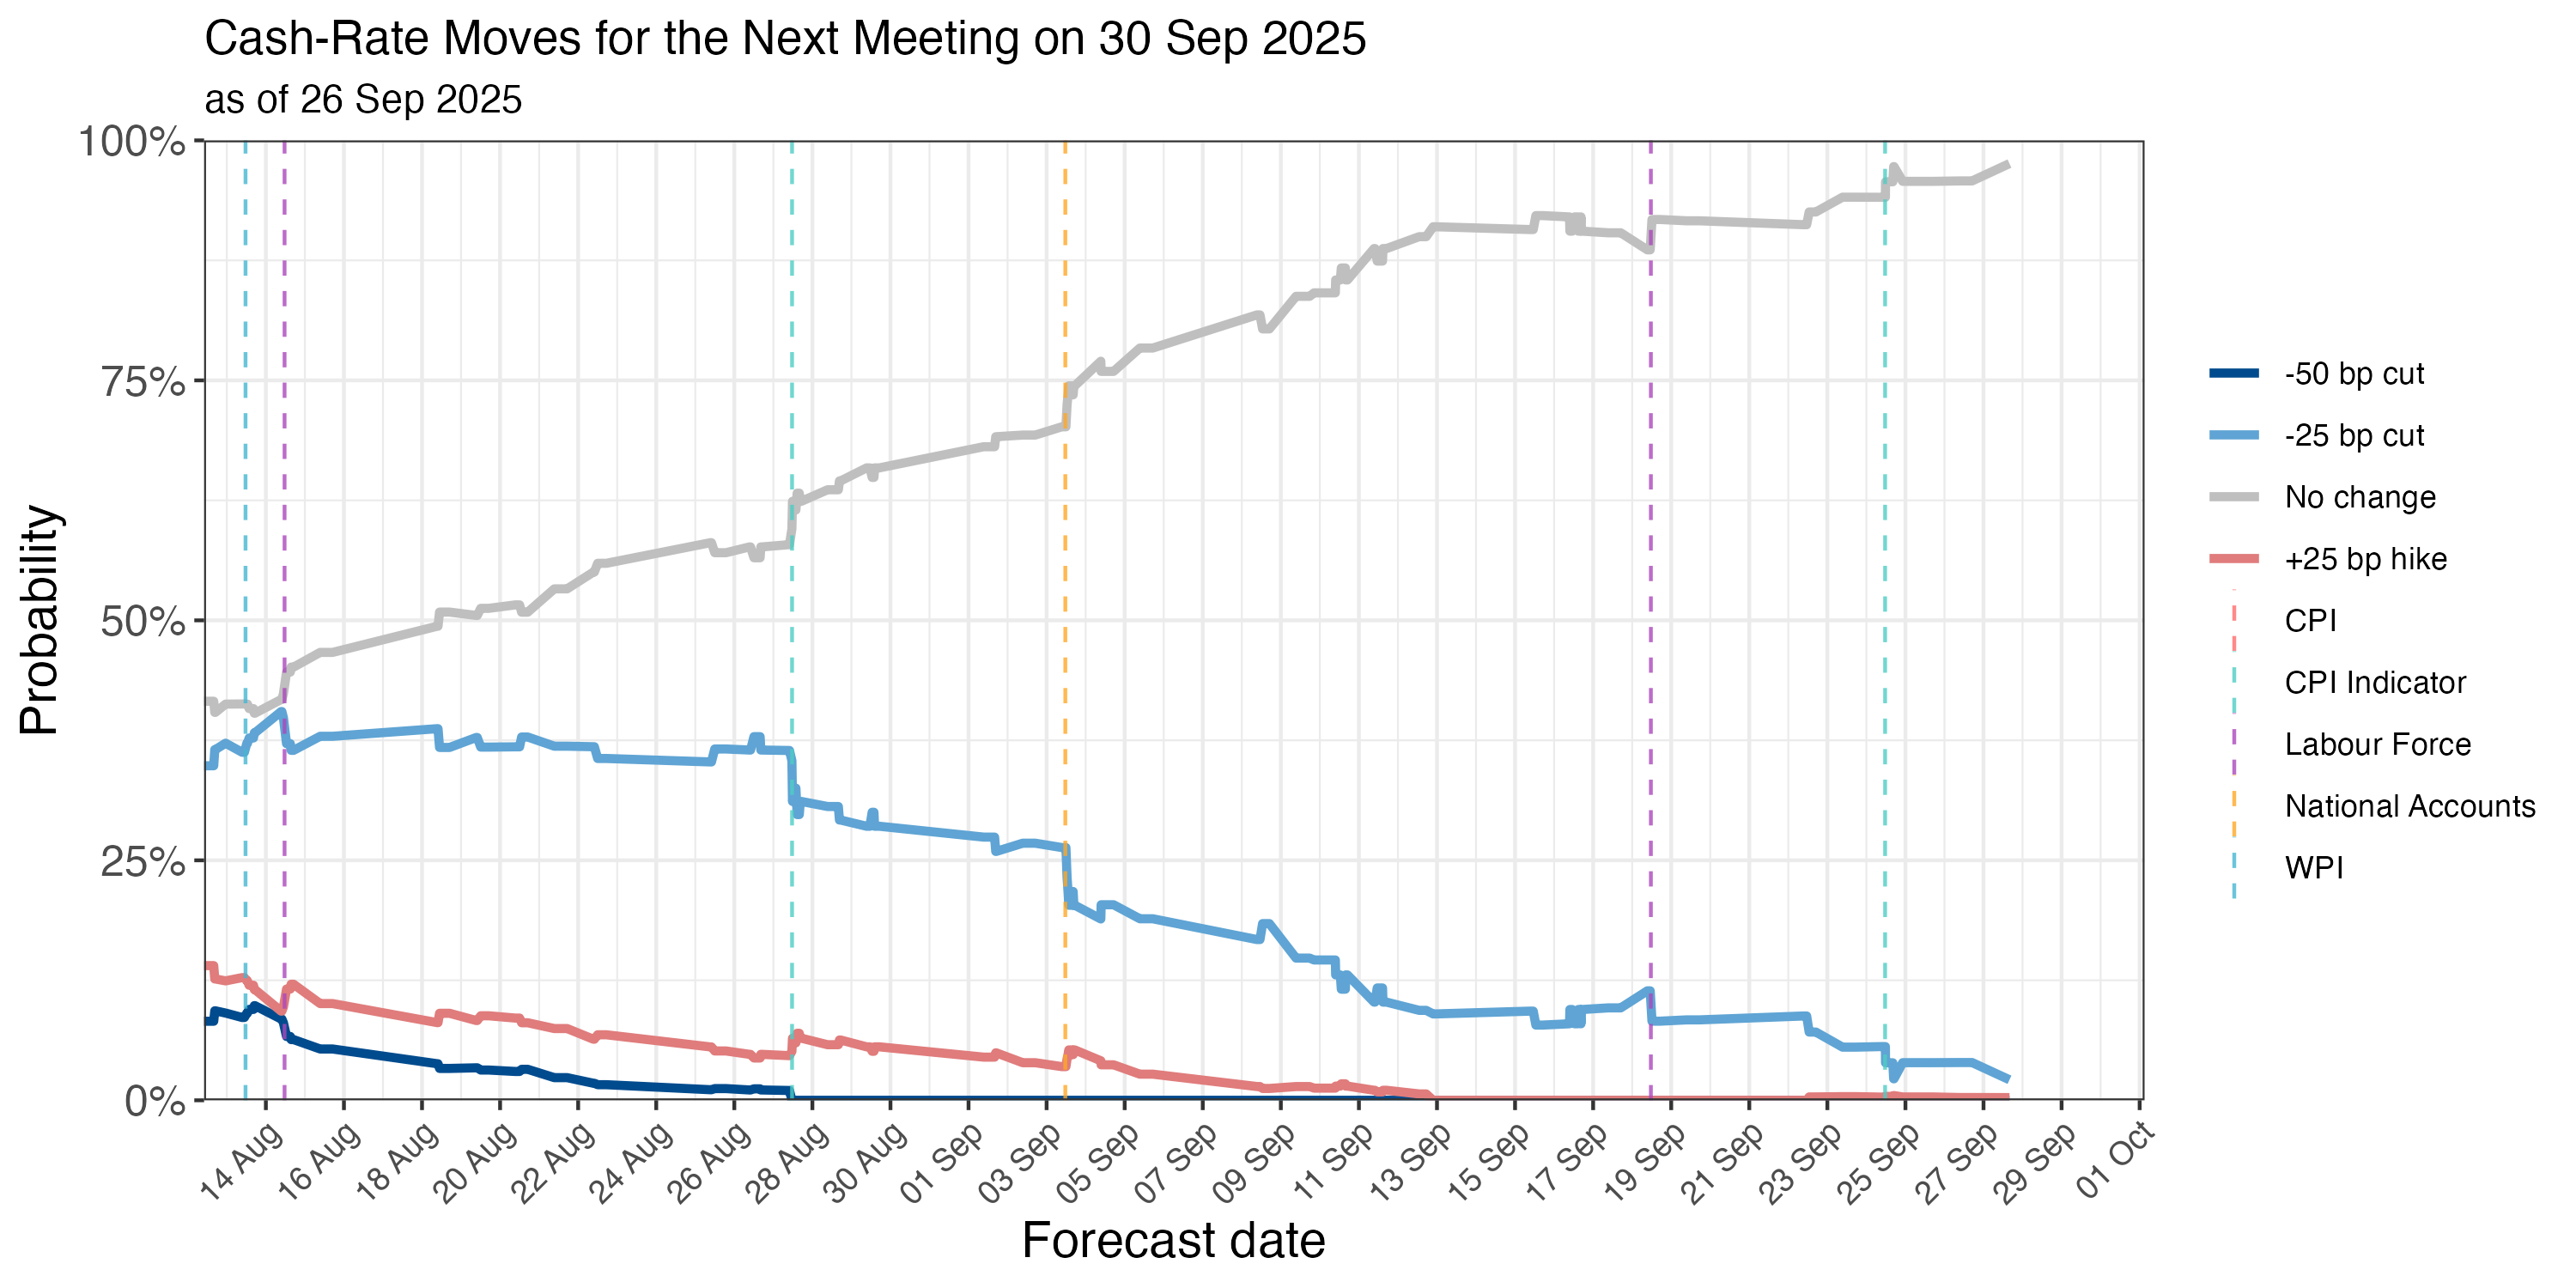 Cash-Rate Moves for the Next Meeting on 30 Sep 2025
as of 26 Sep 2025
Probability
100%
75%
50%
25%
0%
14 Aug
16 Aug
18 Aug
20 Aug
22 Aug
24 Aug
26 Aug
28 Aug
30 Aug
01 Sep
03 Sep
05 Sep
07 Sep
09 Sep
11 Sep
13 Sep
15 Sep
17 Sep
19 Sep
21 Sep
23 Sep
25 Sep
27 Sep
29 Sep
01 Oct
Forecast date
-50 bp cut
-25 bp cut
No change
+25 bp hike
CPI
CPI Indicator
Labour Force
National Accounts
WPI